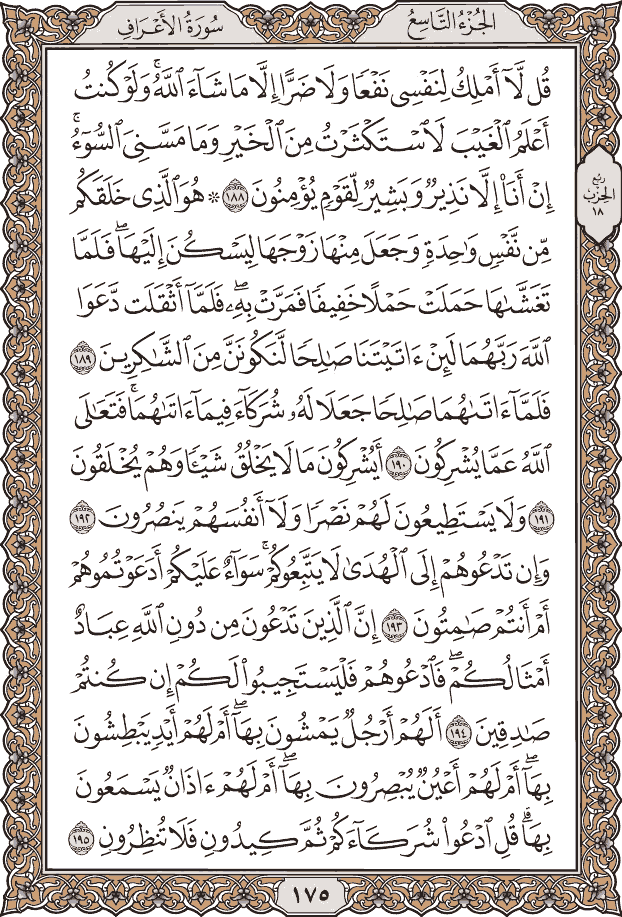 الجُزْءُ التَّاسِعُ
سُورَةُ الأَعْرَافِ
قُل لَّآ أَمْلِكُ لِنَفْسِى نَفْعًا وَلَا ضَرًّا إِلَّا مَا شَآءَ ٱللَّهُۚ وَلَوْ كُنتُ
أَعْلَمُ ٱلْغَيْبَ لَٱسْتَكْثَرْتُ مِنَ ٱلْخَيْرِ وَمَا مَسَّنِىَ ٱلسُّوٓءُۚ
إِنْ أَنَا۠ إِلَّا نَذِيرٌ وَبَشِيرٌ لِّقَوْمٍ يُؤْمِنُونَ ١٨٨ ۞ هُوَ ٱلَّذِى خَلَقَكُم
مِّن نَّفْسٍ وَٰحِدَةٍ وَجَعَلَ مِنْهَا زَوْجَهَا لِيَسْكُنَ إِلَيْهَاۖ فَلَمَّا
تَغَشَّىٰهَا حَمَلَتْ حَمْلًا خَفِيفًا فَمَرَّتْ بِهِۦۖ فَلَمَّآ أَثْقَلَت دَّعَوَا
ٱللَّهَ رَبَّهُمَا لَئِنْ ءَاتَيْتَنَا صَٰلِحًا لَّنَكُونَنَّ مِنَ ٱلشَّٰكِرِينَ ١٨٩
فَلَمَّآ ءَاتَىٰهُمَا صَٰلِحًا جَعَلَا لَهُۥ شُرَكَآءَ فِيمَآ ءَاتَىٰهُمَاۚ فَتَعَٰلَى
ٱللَّهُ عَمَّا يُشْرِكُونَ ١٩٠ أَيُشْرِكُونَ مَا لَا يَخْلُقُ شَيْـًٔا وَهُمْ يُخْلَقُونَ
١٩١ وَلَا يَسْتَطِيعُونَ لَهُمْ نَصْرًا وَلَآ أَنفُسَهُمْ يَنصُرُونَ ١٩٢
وَإِن تَدْعُوهُمْ إِلَى ٱلْهُدَىٰ لَا يَتَّبِعُوكُمْۚ سَوَآءٌ عَلَيْكُمْ أَدَعَوْتُمُوهُمْ
أَمْ أَنتُمْ صَٰمِتُونَ ١٩٣ إِنَّ ٱلَّذِينَ تَدْعُونَ مِن دُونِ ٱللَّهِ عِبَادٌ
أَمْثَالُكُمْۖ فَٱدْعُوهُمْ فَلْيَسْتَجِيبُوا۟ لَكُمْ إِن كُنتُمْ
صَٰدِقِينَ ١٩٤ أَلَهُمْ أَرْجُلٌ يَمْشُونَ بِهَآۖ أَمْ لَهُمْ أَيْدٍ يَبْطِشُونَ
بِهَآۖ أَمْ لَهُمْ أَعْيُنٌ يُبْصِرُونَ بِهَآۖ أَمْ لَهُمْ ءَاذَانٌ يَسْمَعُونَ
بِهَاۗ قُلِ ٱدْعُوا۟ شُرَكَآءَكُمْ ثُمَّ كِيدُونِ فَلَا تُنظِرُونِ ١٩٥
رُبع
الحِزْب
١٨
١٧٥